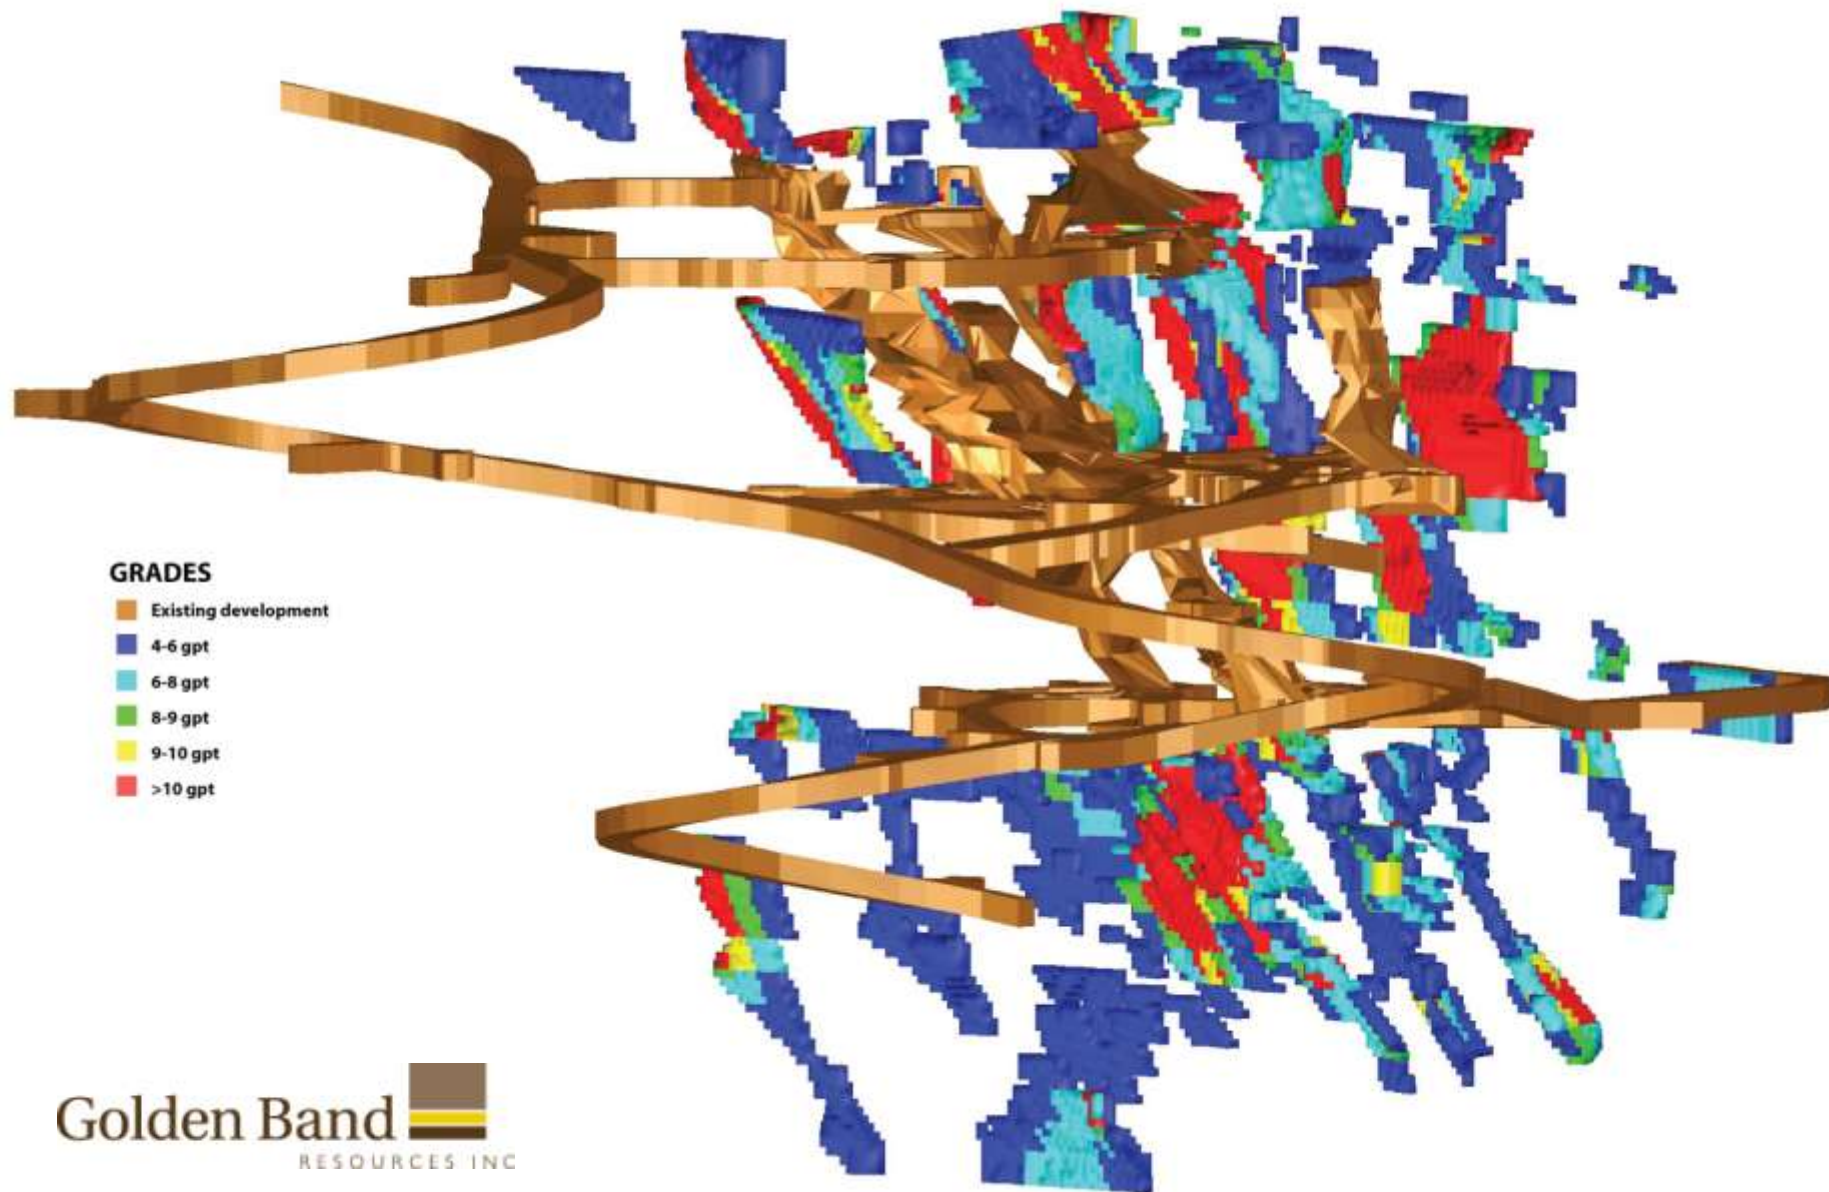 GRADES
Existing development
4-6 gpt
6-8 gpt
8-9 gpt
9-10 gpt
>10 gpt
Golden Band
RESOURCES INC